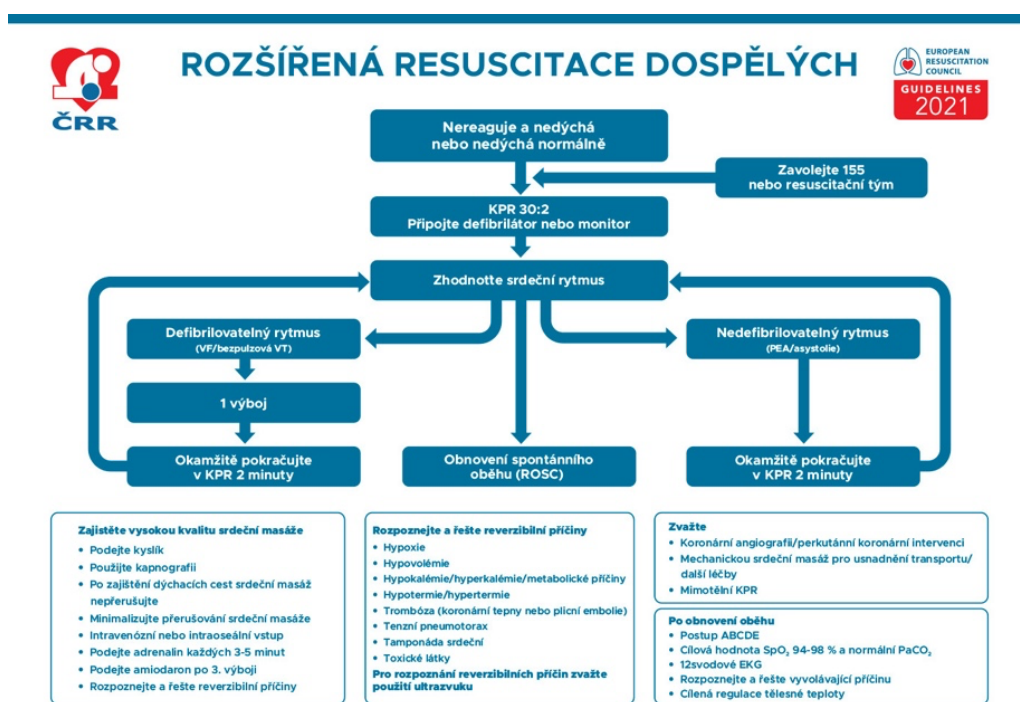 ČRR
ROZŠÍŘENÁ RESUSCITACE DOSPĚLÝCH
EUROPEAN
RESUSCITATION
COUNCIL
GUIDELINES
2021
Nereaguje a nedýchá
nebo nedýchá normálně
Zavolejte 155
nebo resuscitační tým
KPR 30:2
Připojte defibrilátor nebo monitor
Zhodnoťte srdeční rytmus
Defibrilovatelný rytmus
(VF/bezpulzová VT)
Nedefibrilovatelný rytmus
(PEA/asystolie)
1 výboj
Okamžitě pokračujte
v KPR 2 minuty
Obnovení spontánního
oběhu (ROSC)
Okamžitě pokračujte
v KPR 2 minuty
Zajistěte vysokou kvalitu srdeční masáže
• Podejte kyslík
• Použijte kapnografii
• Po zajištění dýchacích cest srdeční masáž
nepřerušujte
• Minimalizujte přerušování srdeční masáže
• Intravenózní nebo intraoseální vstup
• Podejte adrenalin každých 3-5 minut
• Podejte amiodaron po 3. výboji
• Rozpoznejte a řešte reverzibilní příčiny
Rozpoznejte a řešte reverzibilní příčiny
• Hypoxie
• Hypovolémie
• Hypokalémie/hyperkalémie/metabolické příčiny
• Hypotermie/hypertermie
• Trombóza (koronární tepny nebo plicní embolie)
• Tenzní pneumotorax
• Tamponáda srdeční
• Toxické látky
Pro rozpoznání reverzibilních příčin zvažte
použití ultrazvuku
Zvažte
• Koronární angiografii/perkutánní koronární intervenci
• Mechanickou srdeční masáž pro usnadnění transportu/
další léčby
• Mimotělní KPR
Po obnovení oběhu
• Postup ABCDE
• Cílová hodnota SpO₂ 94-98 % a normální PaCO₂
• 12svodové EKG
• Rozpoznejte a řešte vyvolávající příčinu
• Cílená regulace tělesné teploty